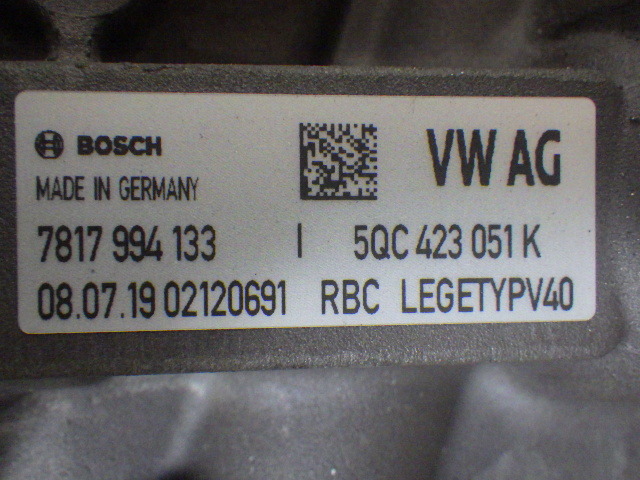 BOSCH VW AG
MADE IN GERMANY
7817 994 133 | 5QC 423 051 K
08.07.19 02120691 RBC LEGETYPV40